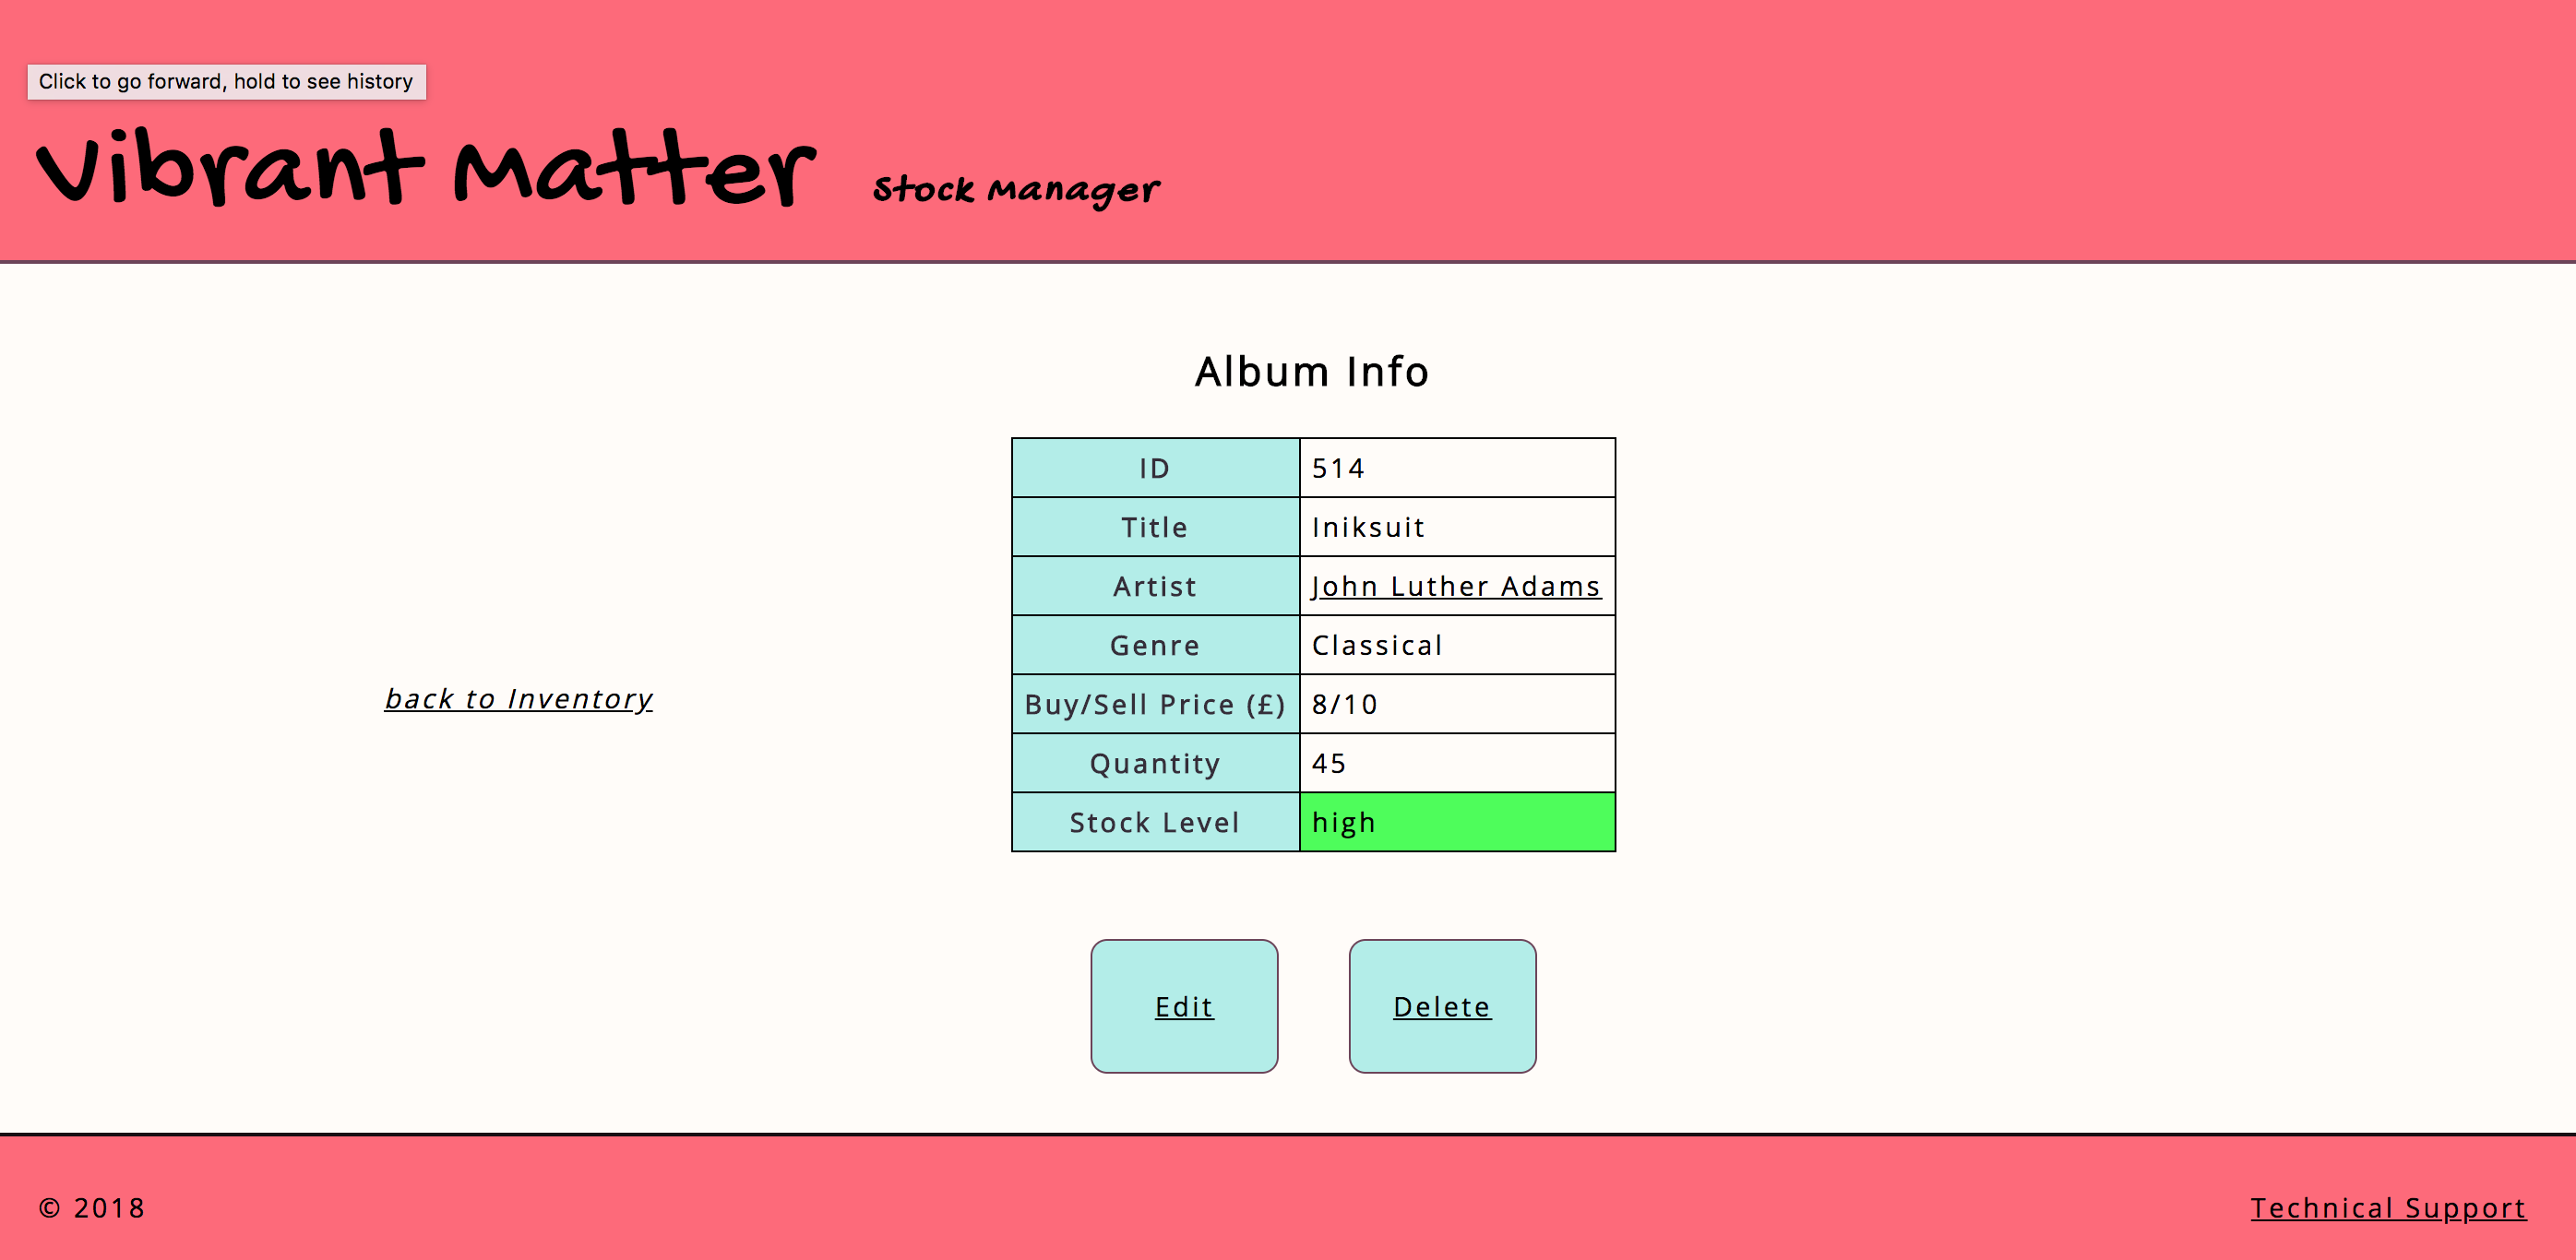 Click to go forward, hold to see history
Vibrant Matter Stock Manager
Album Info
ID 514
Title Iniksuit
Artist John Luther Adams
Genre Classical
back to Inventory
Buy/Sell Price (£) 8/10
Quantity 45
Stock Level high
Edit Delete
© 2018 Technical Support